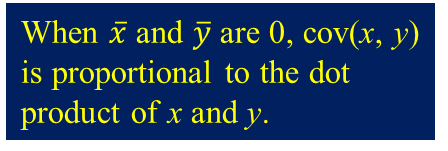 When x̄ and ȳ are 0, cov(x, y)
is proportional to the dot
product of x and y.